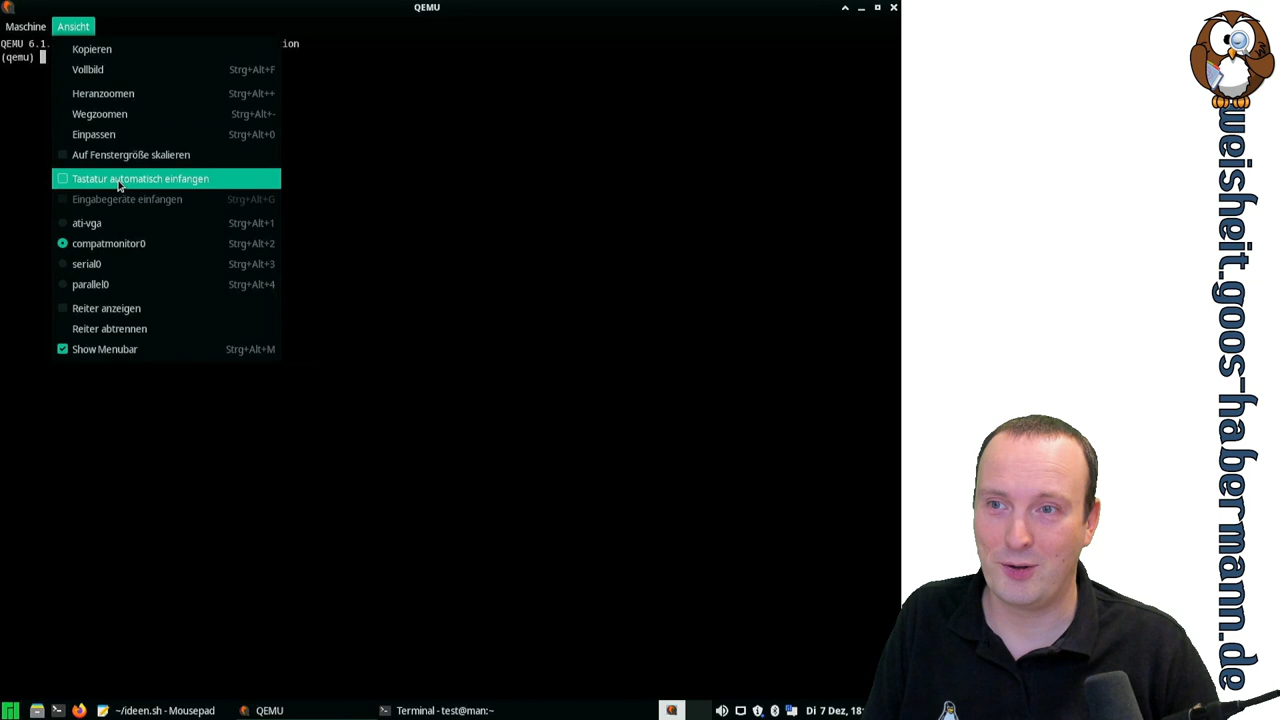 QEMU
Maschine Ansicht
QEMU 6.1. ion
(qemu)
Kopieren
Vollbild Strg+Alt+F
Heranzoomen Strg+Alt++
Wegzoomen Strg+Alt+-
Einpassen Strg+Alt+0
Auf Fenstergröße skalieren
Tastatur automatisch einfangen
Eingabegeräte einfangen Strg+Alt+G
ati-vga Strg+Alt+1
compatmonitor0 Strg+Alt+2
serial0 Strg+Alt+3
parallel0 Strg+Alt+4
Reiter anzeigen
Reiter abtrennen
Show Menubar Strg+Alt+M
~/ideen.sh - Mousepad QEMU Terminal - test@man:~ Di 7 Dez, 18:
weisheit.goos-habermann.de